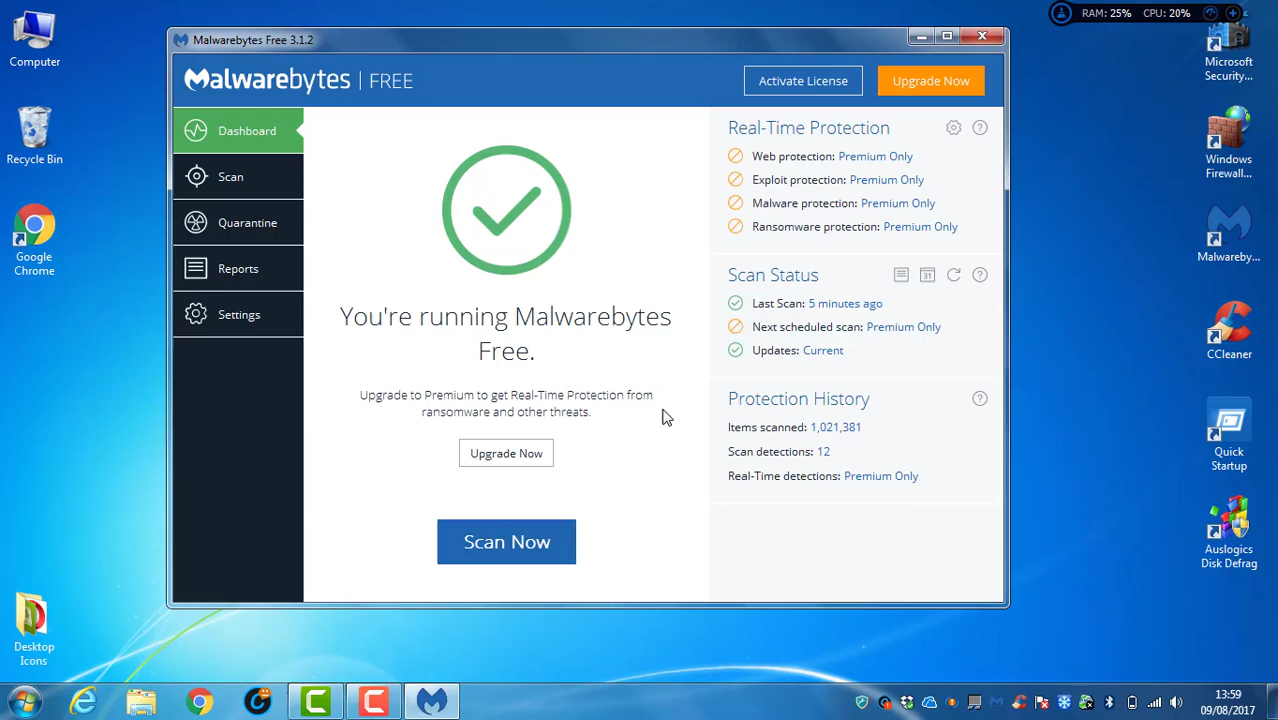 RAM: 25% CPU: 20%
Computer
Recycle Bin
Google
Chrome
Desktop
Icons
Malwarebytes Free 3.1.2
Malwarebytes | FREE
Activate License
Upgrade Now
Dashboard
Scan
Quarantine
Reports
Settings
You're running Malwarebytes
Free.
Upgrade to Premium to get Real-Time Protection from
ransomware and other threats.
Upgrade Now
Scan Now
Real-Time Protection
Web protection: Premium Only
Exploit protection: Premium Only
Malware protection: Premium Only
Ransomware protection: Premium Only
Scan Status
31
Last Scan: 5 minutes ago
Next scheduled scan: Premium Only
Updates: Current
Protection History
Items scanned: 1,021,381
Scan detections: 12
Real-Time detections: Premium Only
Microsoft
Security...
Windows
Firewall...
Malwareby...
CCleaner
Quick
Startup
Auslogics
Disk Defrag
13:59
09/08/2017